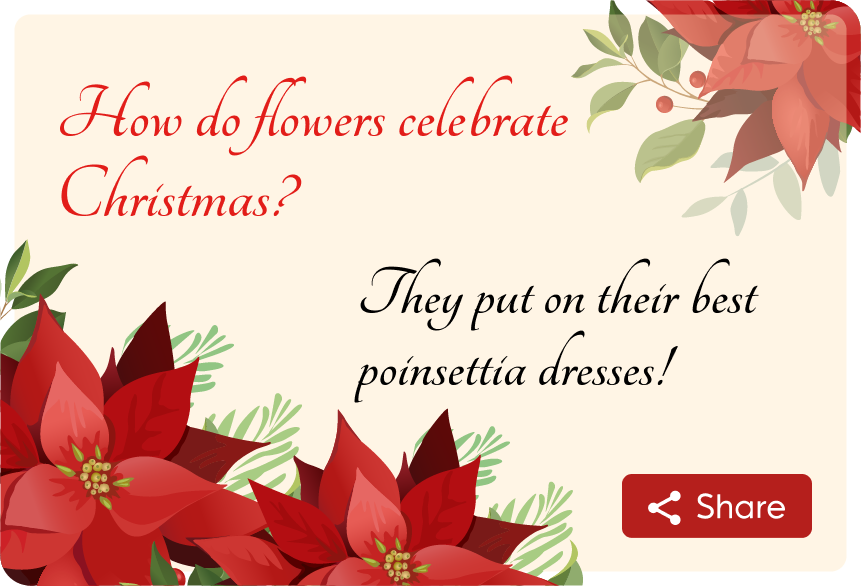 How do flowers celebrate
Christmas?
They put on their best
poinsettia dresses!
Share